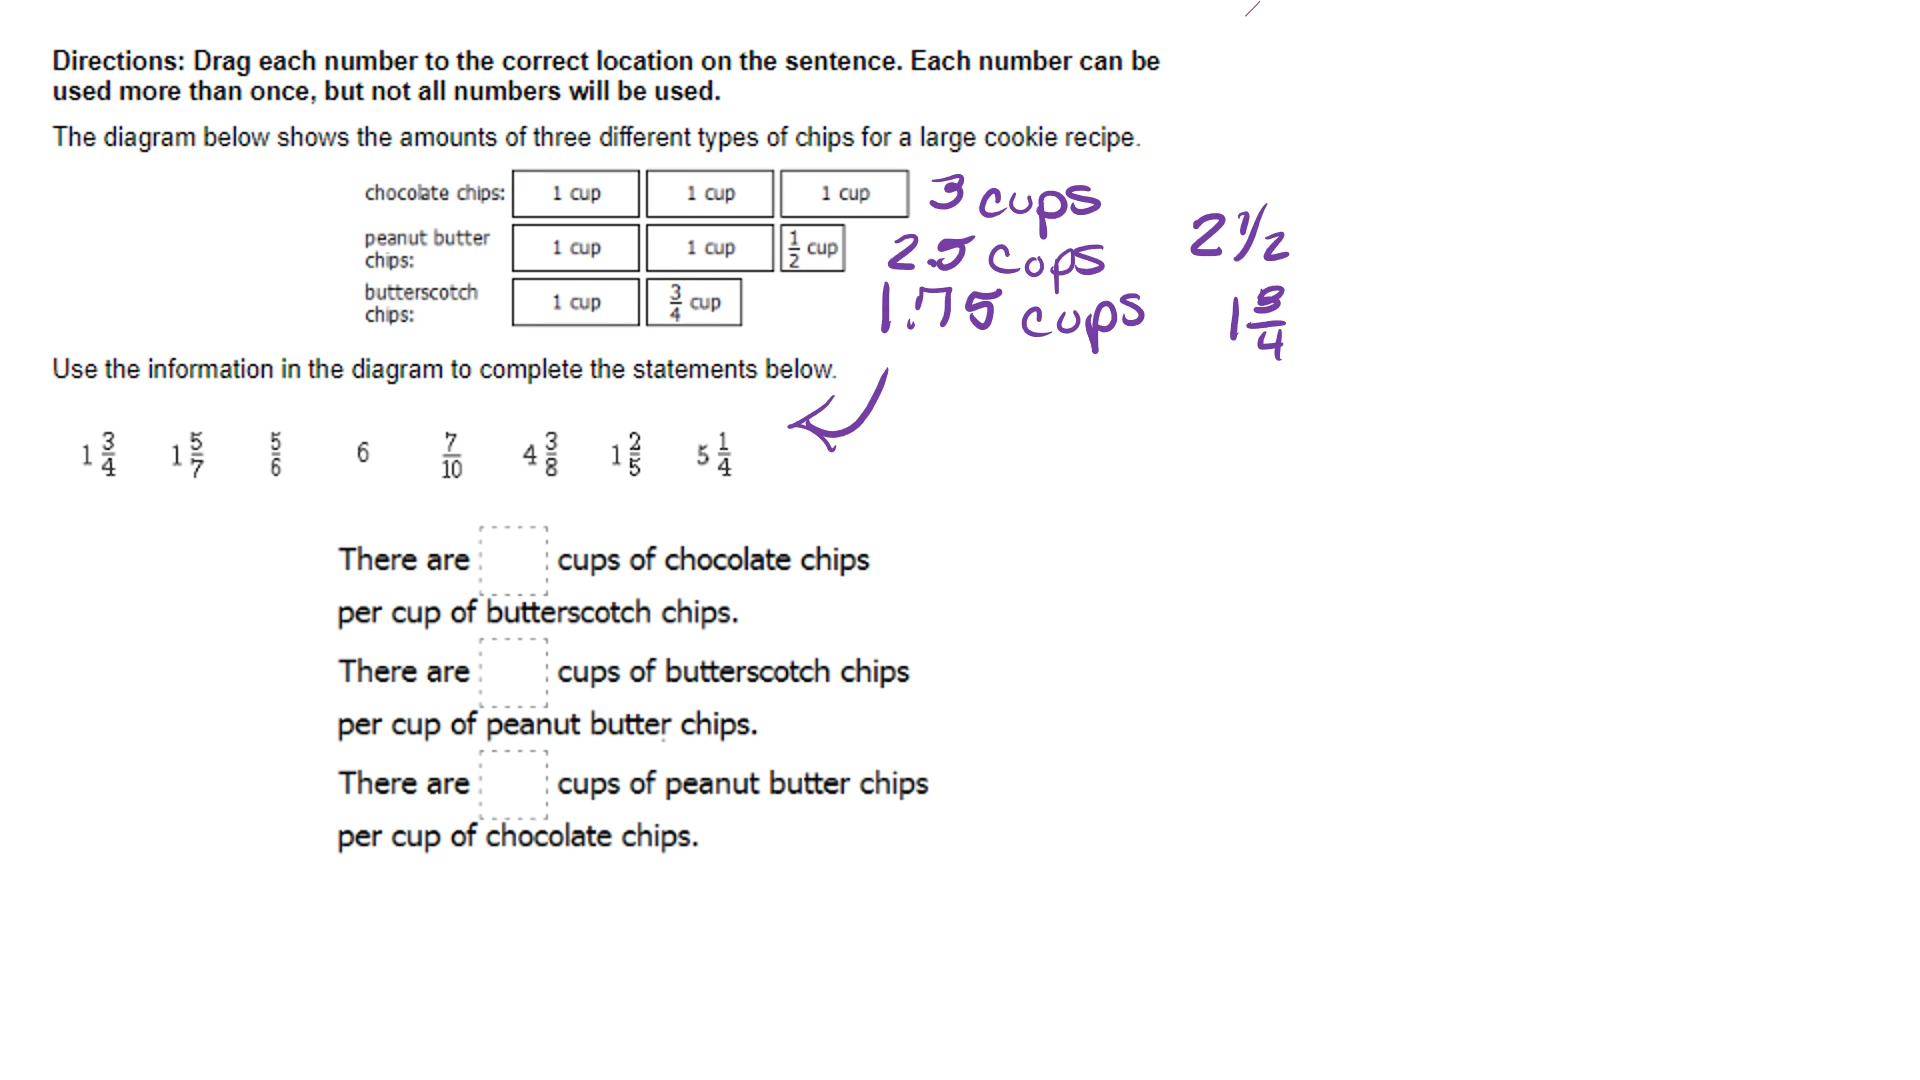 Directions: Drag each number to the correct location on the sentence. Each number can be
used more than once, but not all numbers will be used.
The diagram below shows the amounts of three different types of chips for a large cookie recipe.
chocolate chips: 1 cup 1 cup 1 cup 3 cups
peanut butter chips: 1 cup 1 cup 1/2 cup 2.5 cops 2 1/2
butterscotch chips: 1 cup 3/4 cup 1.75 cups 1 3/4
Use the information in the diagram to complete the statements below.
1 3/4 1 5/7 5/6 6 7/10 4 3/8 1 2/5 5 1/4
There are cups of chocolate chips
per cup of butterscotch chips.
There are cups of butterscotch chips
per cup of peanut butter chips.
There are cups of peanut butter chips
per cup of chocolate chips.